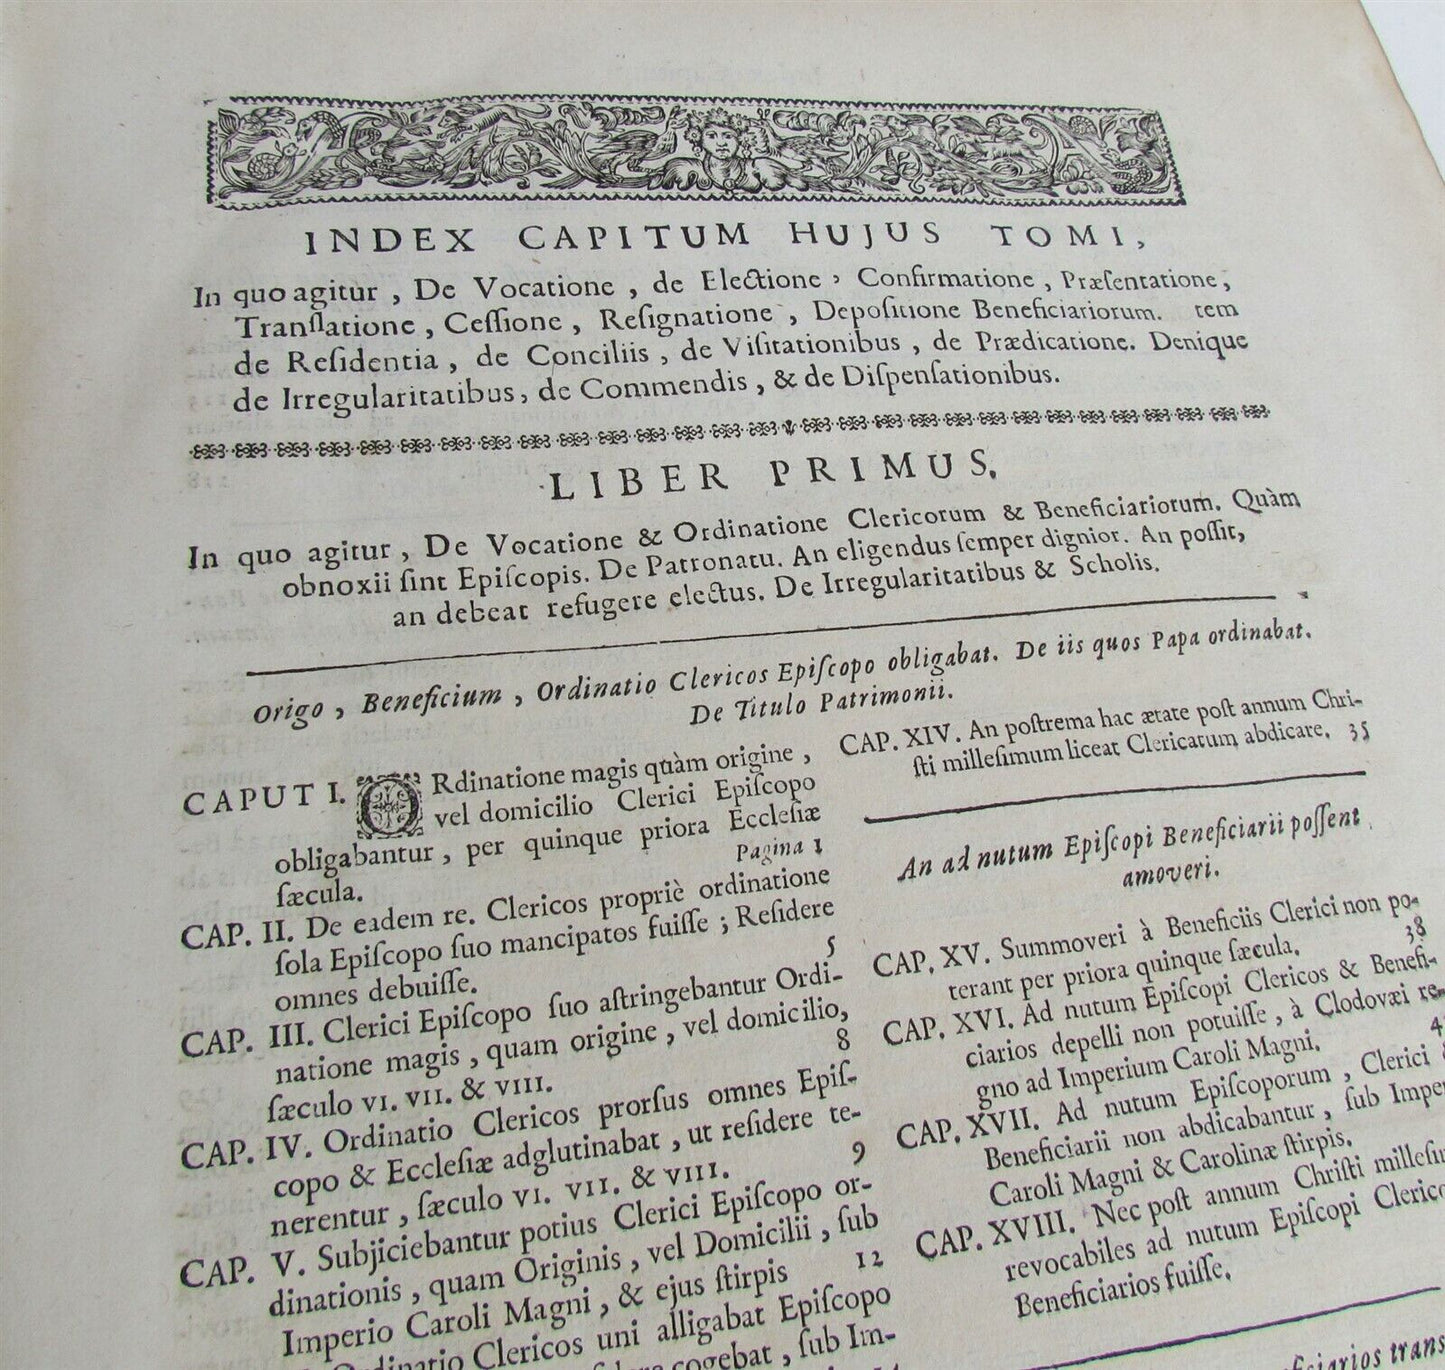 INDEX CAPITUM HUJUS TOMI,
In quo agitur, De Vocatione, de Electione, Confirmatione, Præſentatione,
Tranſlatione, Ceſſione, Reſignatione, Depoſitione Beneficiariorum. tem
de Reſidentia, de Conciliis, de Viſitationibus, de Prædicatione. Denique
de Irregularitatibus, de Commendis, & de Diſpenſationibus.
LIBER PRIMUS.
In quo agitur, De Vocatione & Ordinatione Clericorum & Beneficiariorum. Quàm
obnoxii ſint Epiſcopis. De Patronatu. An eligendus ſemper dignior. An poſſit,
an debeat refugere electus. De Irregularitatibus & Scholis.
Origo, Beneficium, Ordinatio Clericos Epiſcopo obligabat. De iis quos Papa ordinabat.
De Titulo Patrimonii.
CAPUT I. ORdinatione magis quàm origine,
vel domicilio Clerici Epiſcopo
obligabantur, per quinque priora Eccleſiæ
ſæcula. Pagina 1
CAP. II. De eadem re. Clericos propriè ordinatione
ſola Epiſcopo ſuo mancipatos fuiſſe; Reſidere
omnes debuiſſe. 5
CAP. III. Clerici Epiſcopo ſuo aſtringebantur Ordi-
natione magis, quam origine, vel domicilio,
ſæculo VI. VII. & VIII. 8
CAP. IV. Ordinatio Clericos prorſus omnes Epiſ-
copo & Eccleſiæ adglutinabat, ut reſidere te-
nerentur, ſæculo VI. VII. & VIII. 9
CAP. V. Subjiciebantur potius Clerici Epiſcopo or-
dinationis, quam Originis, vel Domicilii, ſub
Imperio Caroli Magni, & ejus ſtirpis 12
Ordinatio Clericos uni alligabat Epiſcopo
cogebat, ſub Im-
CAP. XIV. An poſtrema hac ætate poſt annum Chri-
ſti milleſimum liceat Clericatum abdicare. 35
An ad nutum Epiſcopi Beneficiarii poſſent
amoveri.
CAP. XV. Summoveri à Beneficiis Clerici non po-
terant per priora quinque ſæcula. 38
CAP. XVI. Ad nutum Epiſcopi Clericos & Benefi-
ciarios depelli non potuiſſe, à Clodovæi re-
gno ad Imperium Caroli Magni.
CAP. XVII. Ad nutum Epiſcoporum, Clerici
Beneficiarii non abdicabantur, ſub Impe
Caroli Magni & Carolinæ ſtirpis.
CAP. XVIII. Nec poſt annum Chriſti milleſi
revocabiles ad nutum Epiſcopi Cleric
Beneficiarios fuiſſe.
ficiarios trans